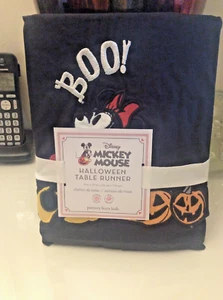 BOO!
Disney
MICKEY
MOUSE
HALLOWEEN
TABLE RUNNER
pottery barn kids